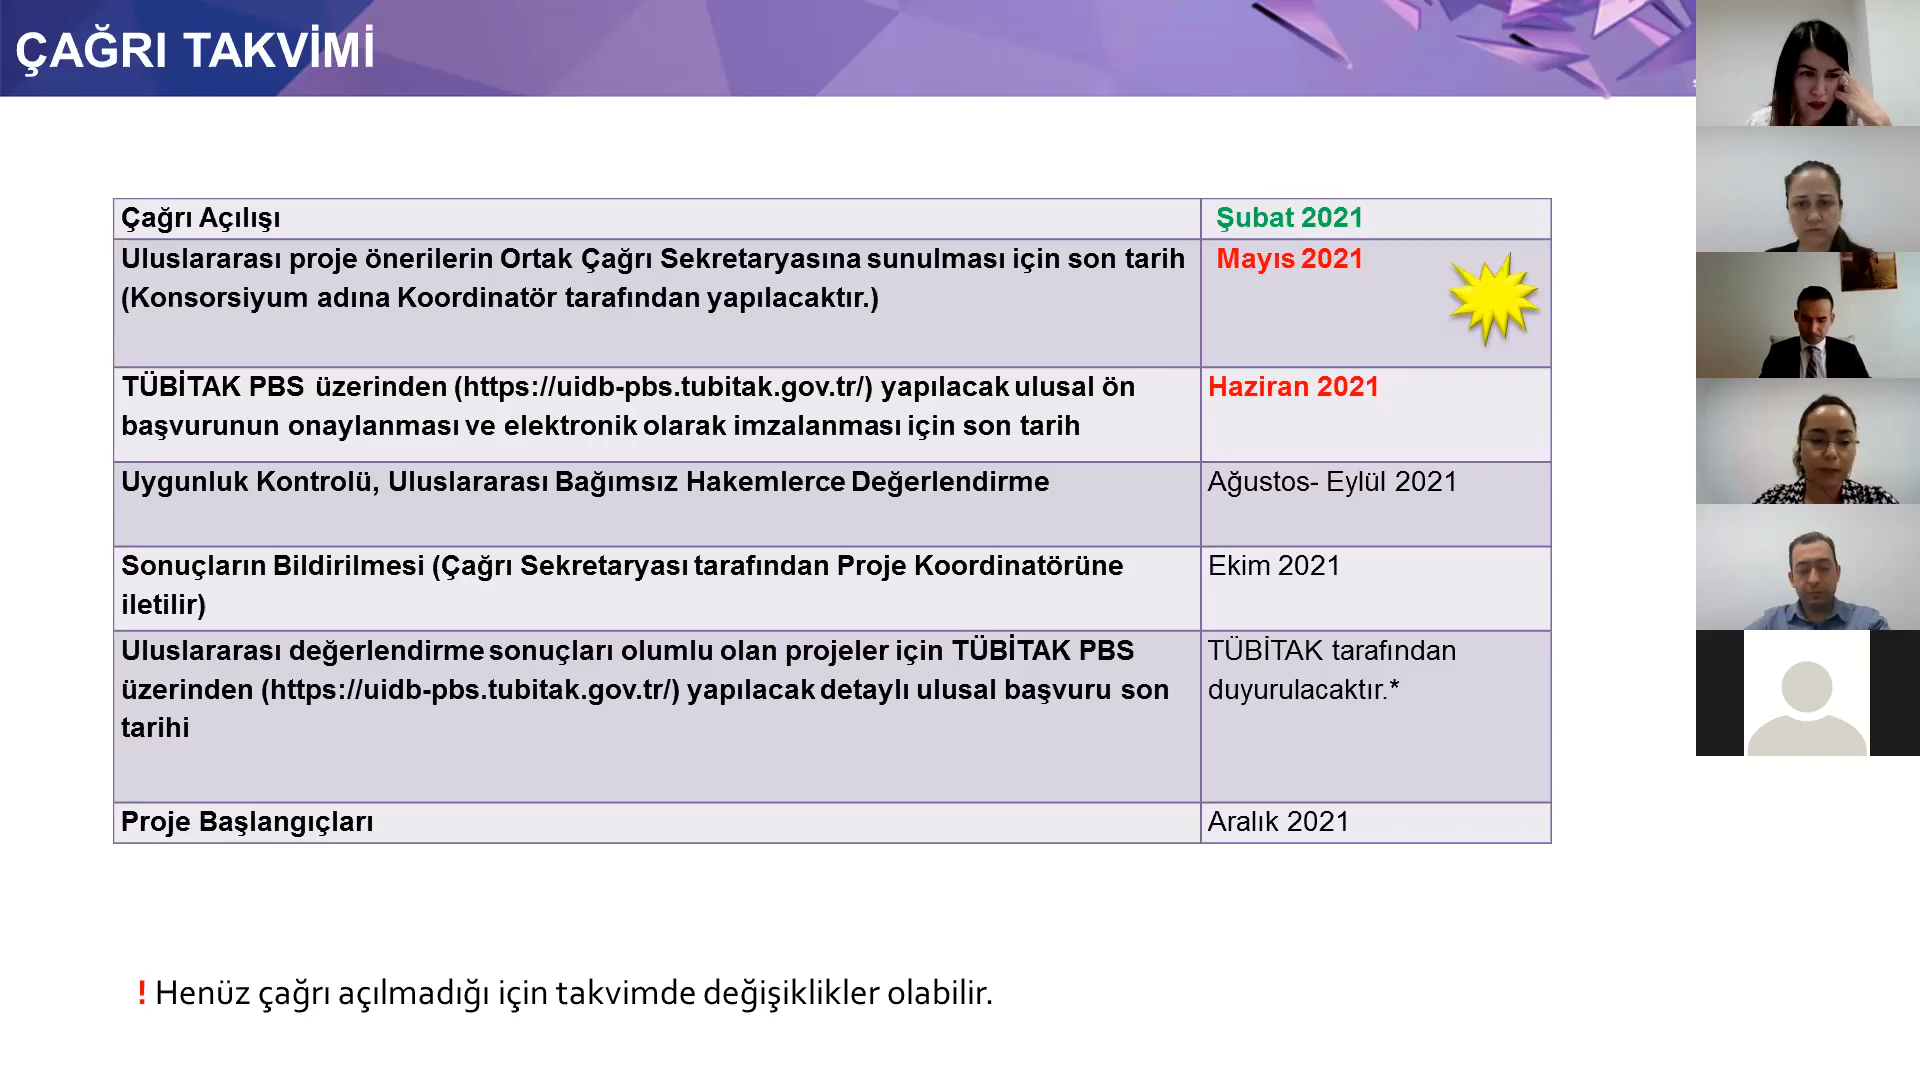 ÇAĞRI TAKVİMİ
Çağrı Açılışı
Şubat 2021
Uluslararası proje önerilerin Ortak Çağrı Sekretaryasına sunulması için son tarih
(Konsorsiyum adına Koordinatör tarafından yapılacaktır.)
Mayıs 2021
TÜBİTAK PBS üzerinden (https://uidb-pbs.tubitak.gov.tr/) yapılacak ulusal ön
başvurunun onaylanması ve elektronik olarak imzalanması için son tarih
Haziran 2021
Uygunluk Kontrolü, Uluslararası Bağımsız Hakemlerce Değerlendirme
Ağustos- Eylül 2021
Sonuçların Bildirilmesi (Çağrı Sekretaryası tarafından Proje Koordinatörüne
iletilir)
Ekim 2021
Uluslararası değerlendirme sonuçları olumlu olan projeler için TÜBİTAK PBS
üzerinden (https://uidb-pbs.tubitak.gov.tr/) yapılacak detaylı ulusal başvuru son
tarihi
TÜBİTAK tarafından
duyurulacaktır.*
Proje Başlangıçları
Aralık 2021
! Henüz çağrı açılmadığı için takvimde değişiklikler olabilir.